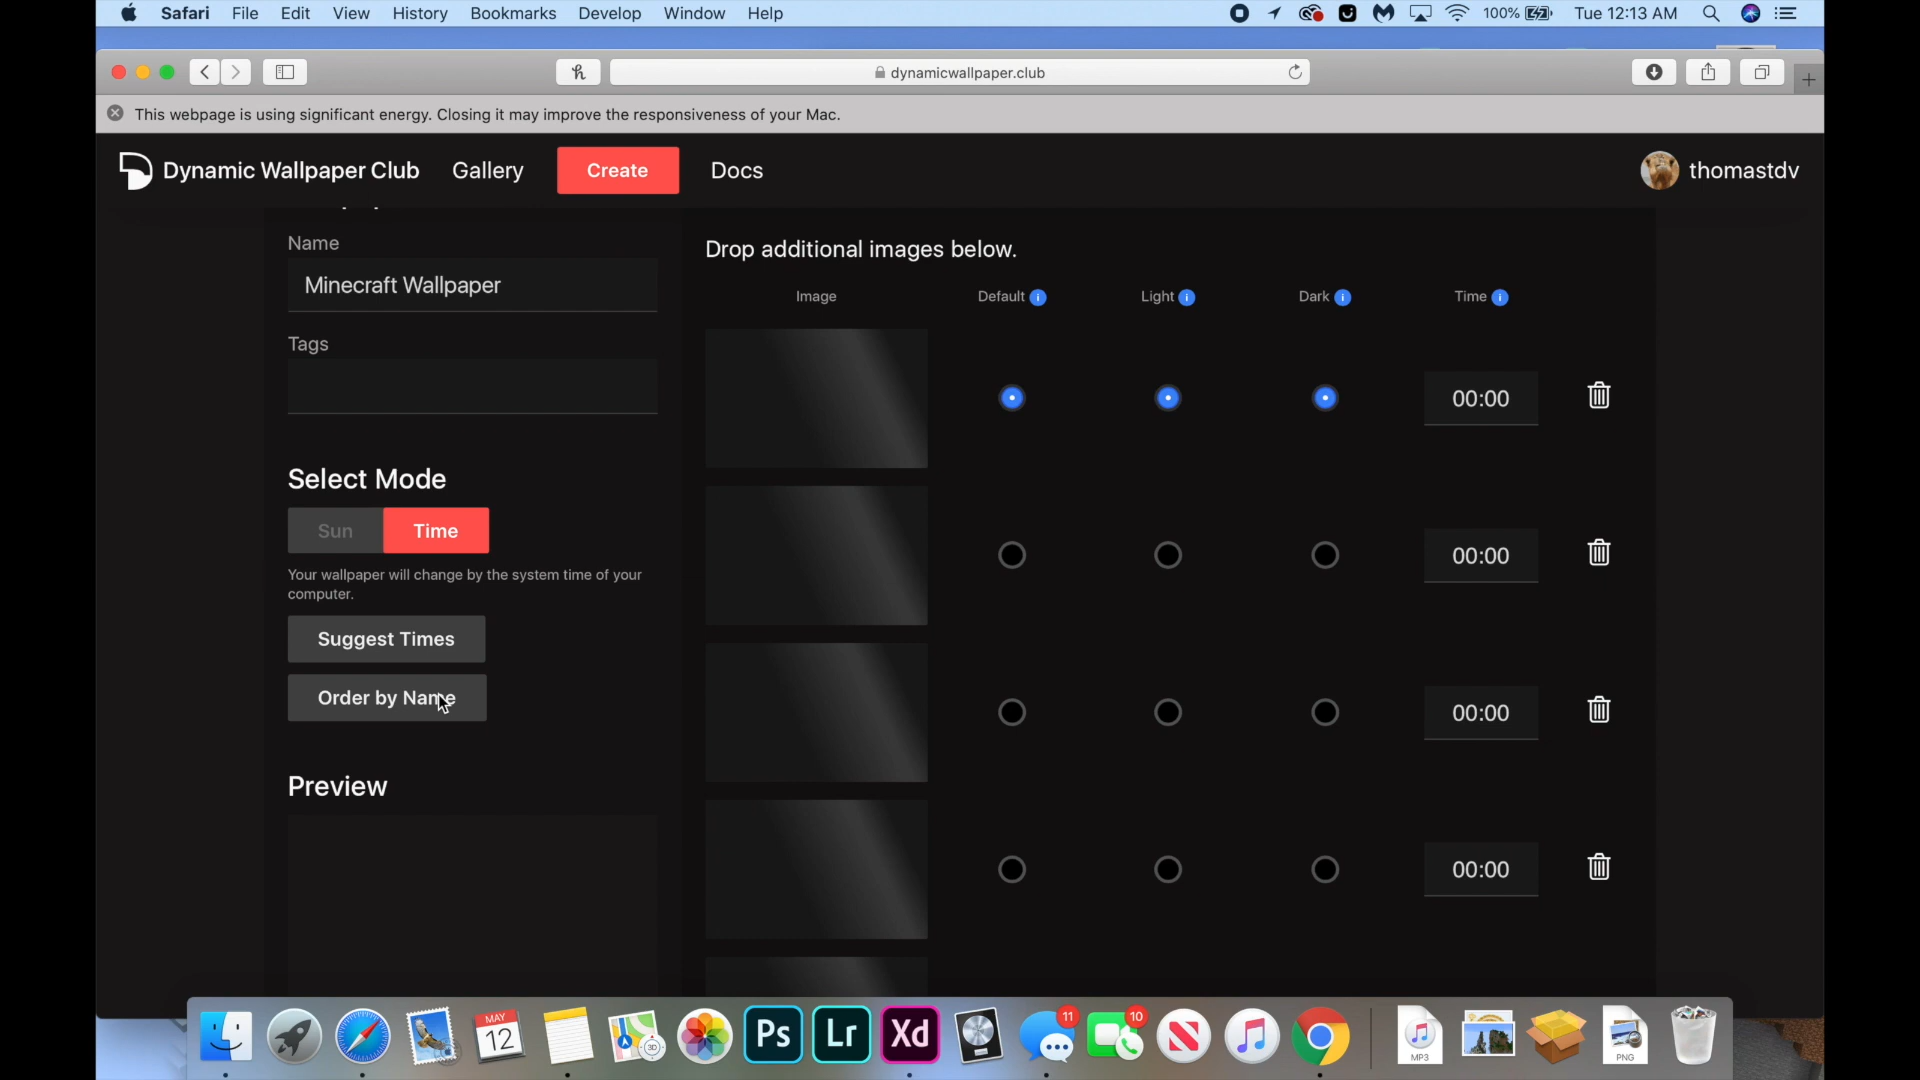 Safari File Edit View History Bookmarks Develop Window Help 100% Tue 12:13 AM
dynamicwallpaper.club
This webpage is using significant energy. Closing it may improve the responsiveness of your Mac.
Dynamic Wallpaper Club Gallery Create Docs thomastdv
Name
Minecraft Wallpaper
Tags
Select Mode
Sun Time
Your wallpaper will change by the system time of your
computer.
Suggest Times
Order by Name
Preview
Drop additional images below.
Image Default i Light i Dark i Time i
00:00
00:00
00:00
00:00
MAY
12
3D
Ps
Lr
Xd
11
10
MP3
PNG